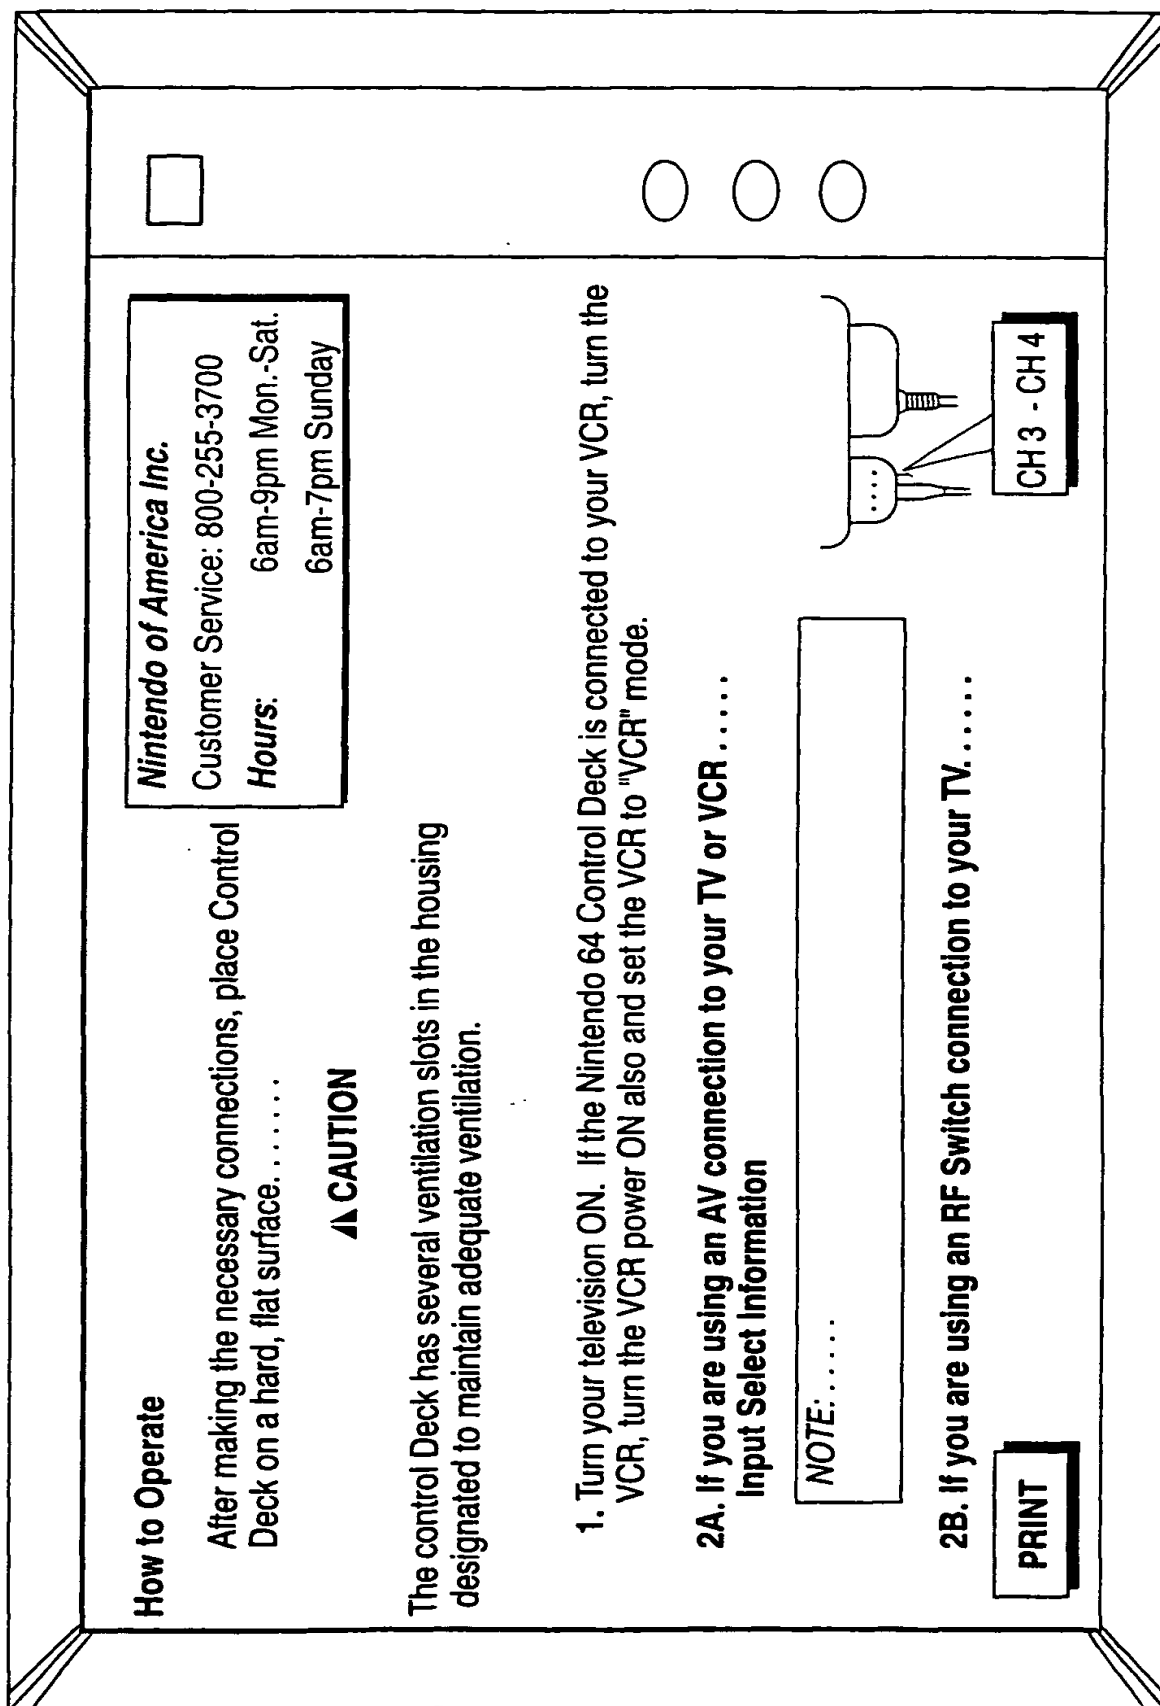 How to Operate
Nintendo of America Inc.
Customer Service: 800-255-3700
Hours: 6am-9pm Mon.-Sat.
6am-7pm Sunday
After making the necessary connections, place Control
Deck on a hard, flat surface.......
CAUTION
The control Deck has several ventilation slots in the housing
designated to maintain adequate ventilation.
1. Turn your television ON. If the Nintendo 64 Control Deck is connected to your VCR, turn the
VCR, turn the VCR power ON also and set the VCR to "VCR" mode.
2A. If you are using an AV connection to your TV or VCR.....
Input Select Information
NOTE:.....
2B. If you are using an RF Switch connection to your TV......
CH 3 - CH 4
PRINT